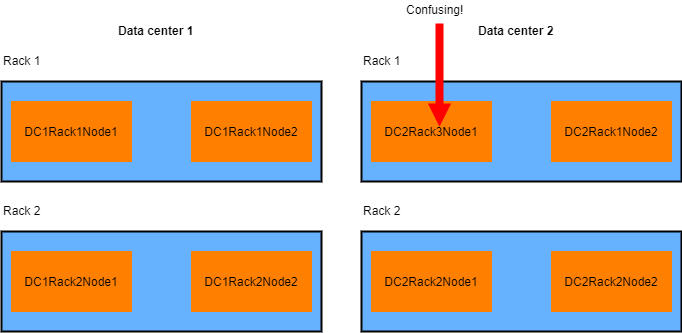 Confusing!
Data center 1
Data center 2
Rack 1
Rack 1
DC1Rack1Node1
DC1Rack1Node2
DC2Rack3Node1
DC2Rack1Node2
Rack 2
Rack 2
DC1Rack2Node1
DC1Rack2Node2
DC2Rack2Node1
DC2Rack2Node2